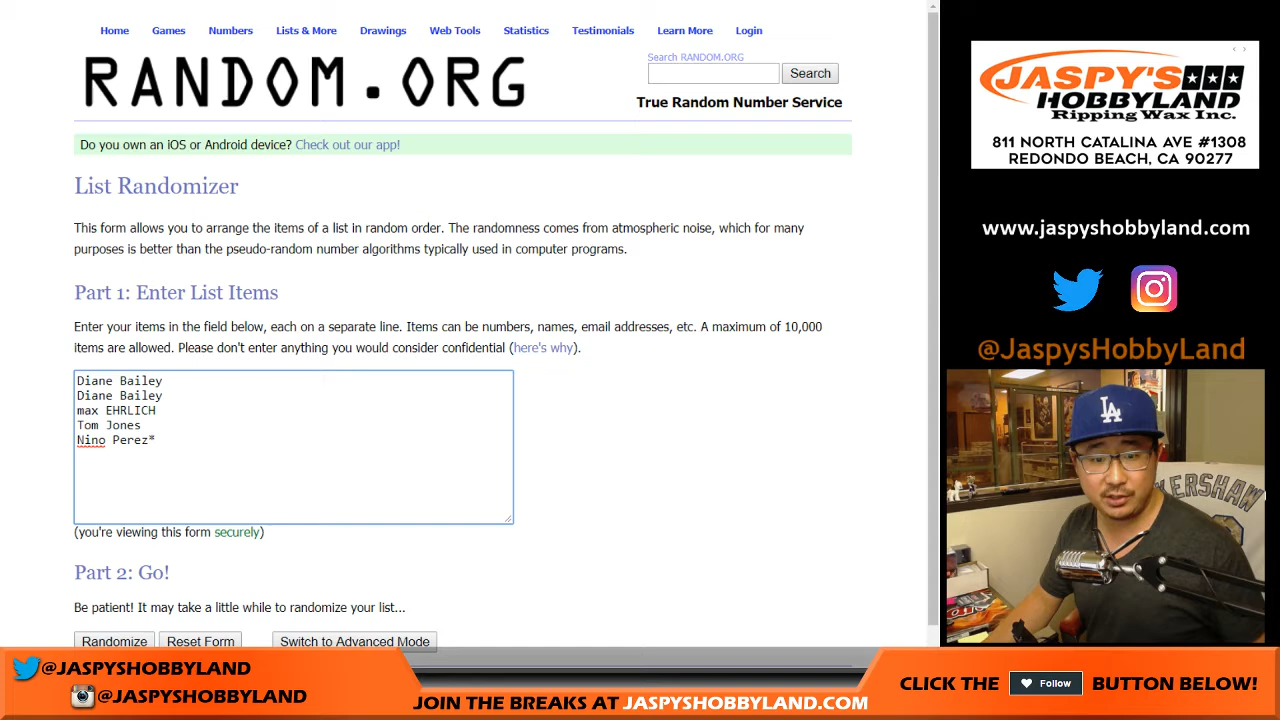 Home Games Numbers Lists & More Drawings Web Tools Statistics Testimonials Learn More Login
RANDOM.ORG
Search RANDOM.ORG
Search
True Random Number Service
Do you own an iOS or Android device? Check out our app!
List Randomizer
This form allows you to arrange the items of a list in random order. The randomness comes from atmospheric noise, which for many
purposes is better than the pseudo-random number algorithms typically used in computer programs.
Part 1: Enter List Items
Enter your items in the field below, each on a separate line. Items can be numbers, names, email addresses, etc. A maximum of 10,000
items are allowed. Please don't enter anything you would consider confidential (here's why).
Diane Bailey
Diane Bailey
max EHRLICH
Tom Jones
Nino Perez*
(you're viewing this form securely)
Part 2: Go!
Be patient! It may take a little while to randomize your list...
Randomize Reset Form Switch to Advanced Mode
JASPY'S
HOBBYLAND
Ripping Wax Inc.
811 NORTH CATALINA AVE #1308
REDONDO BEACH, CA 90277
www.jaspyshobbyland.com
@JaspysHobbyLand
LA
KERSHAW
@JASPYSHOBBYLAND
@JASPYSHOBBYLAND
JOIN THE BREAKS AT JASPYSHOBBYLAND.COM
CLICK THE Follow BUTTON BELOW!